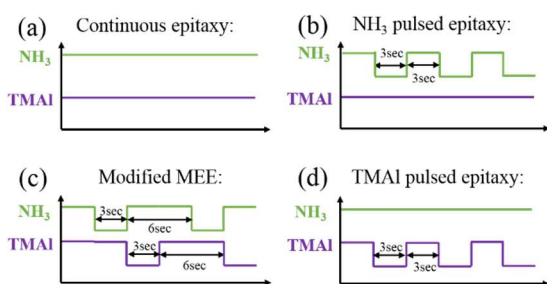 (a) Continuous epitaxy:
NH₃
TMAl
(b) NH₃ pulsed epitaxy:
NH₃
3sec
3sec
TMAl
(c) Modified MEE:
NH₃
3sec
6sec
TMAl
3sec
6sec
(d) TMAl pulsed epitaxy:
NH₃
TMAl
3sec
3sec